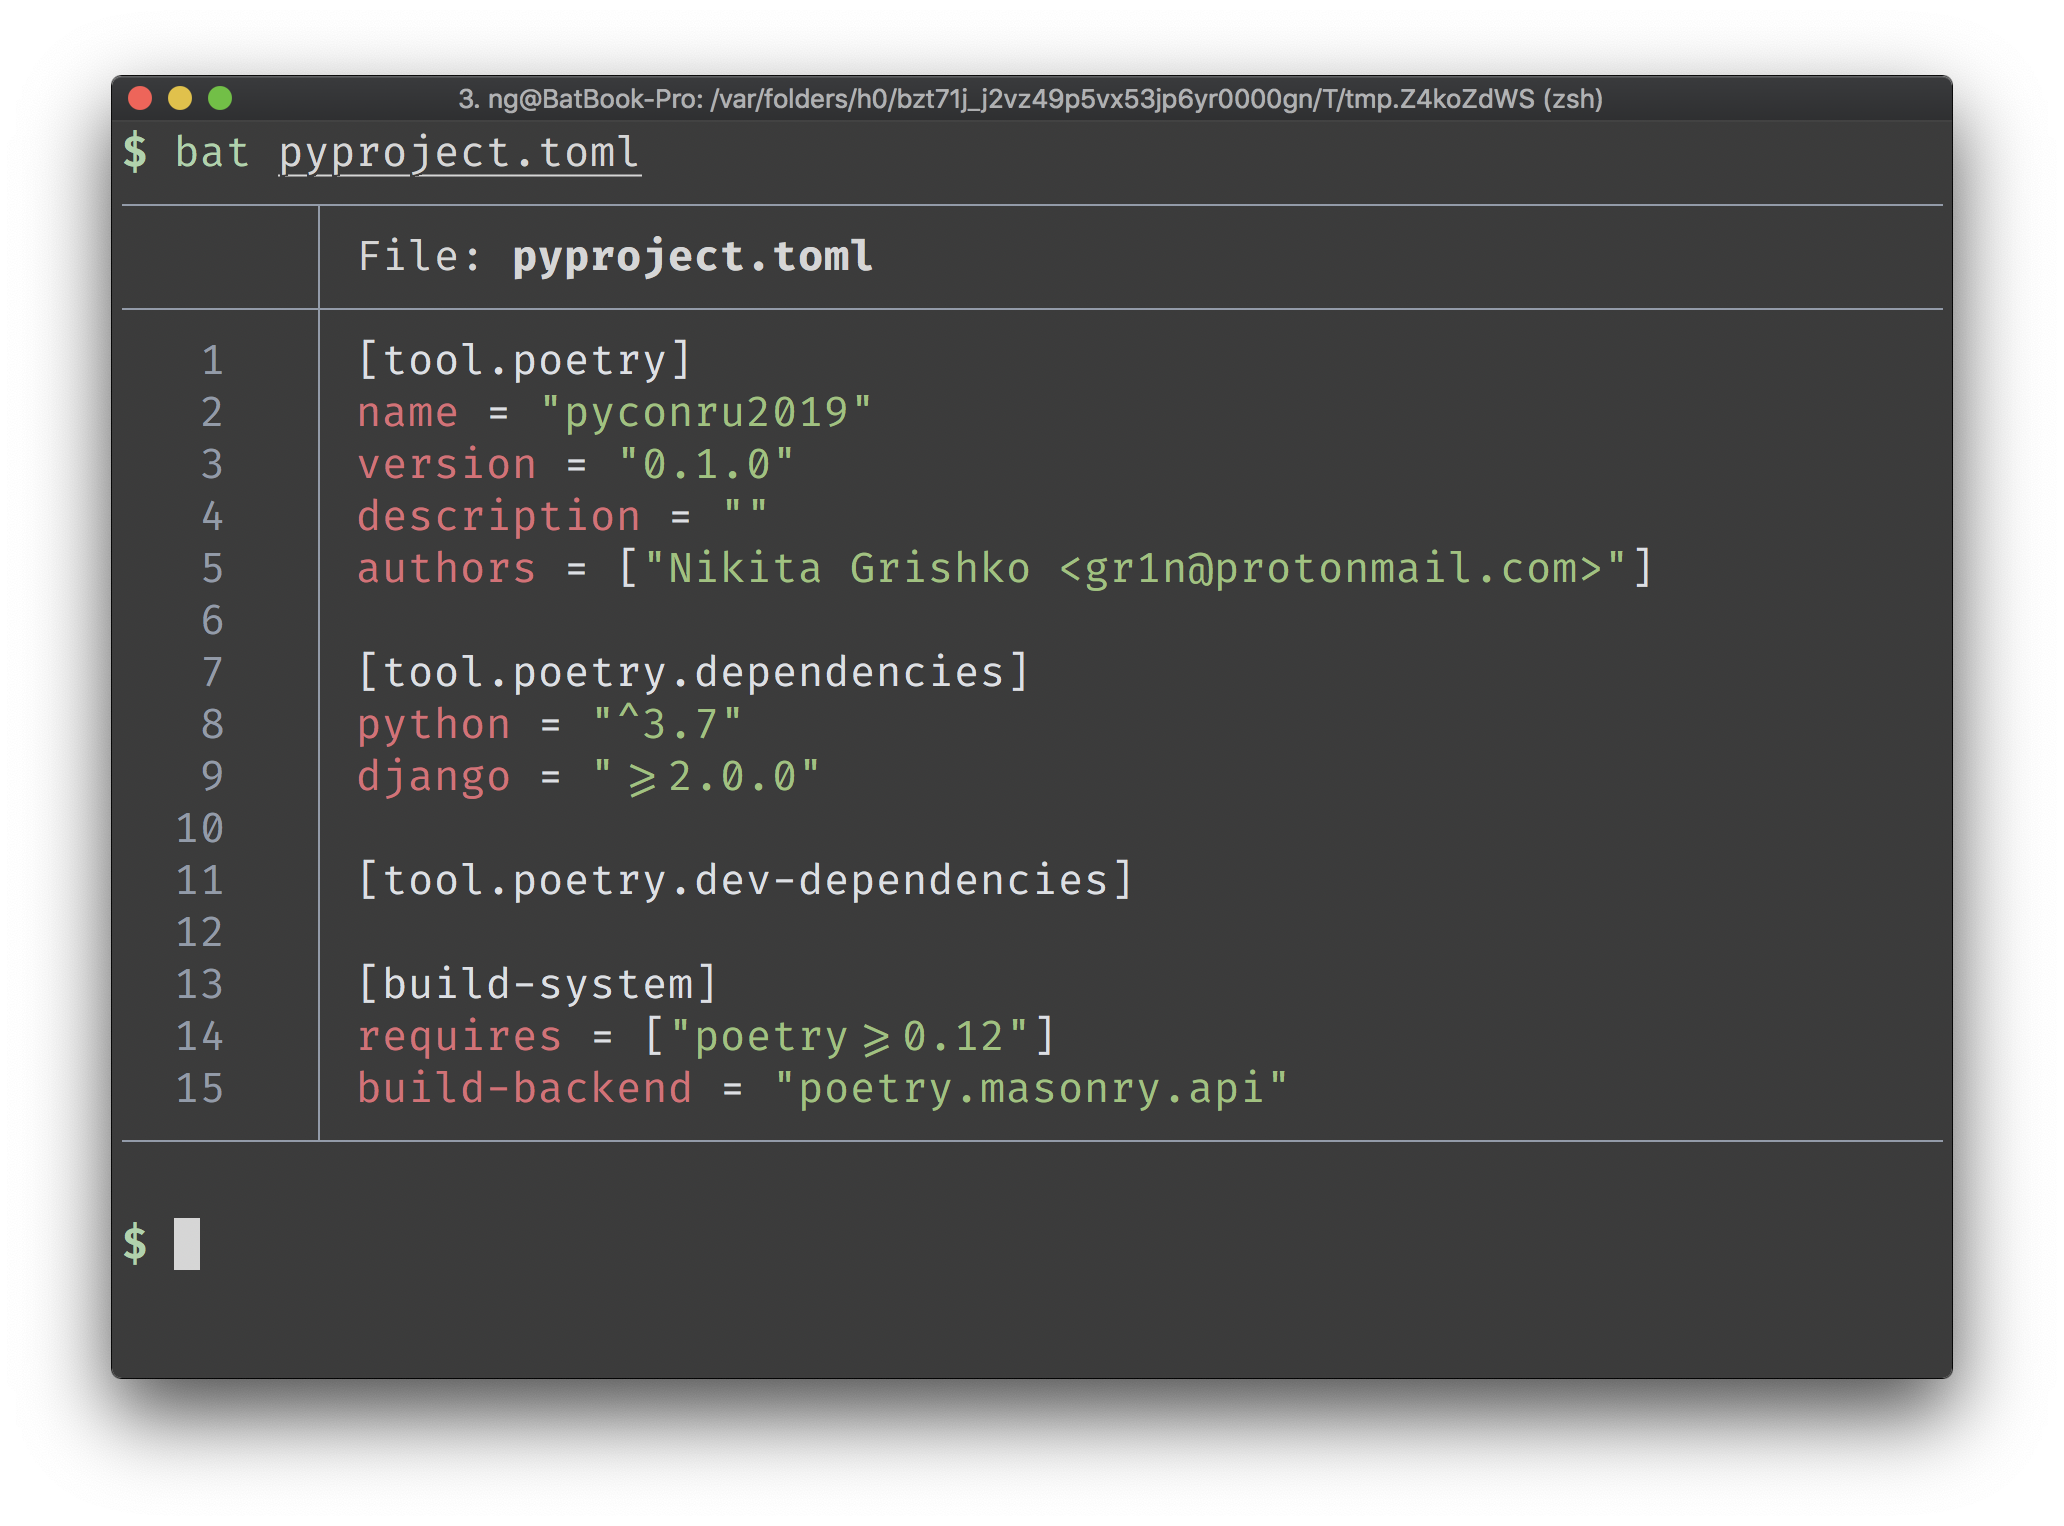 3. ng@BatBook-Pro: /var/folders/h0/bzt71j_j2vz49p5vx53jp6yr0000gn/T/tmp.Z4koZdWS (zsh)
$ bat pyproject.toml
File: pyproject.toml
1 [tool.poetry]
2 name = "pyconru2019"
3 version = "0.1.0"
4 description = ""
5 authors = ["Nikita Grishko <gr1n@protonmail.com>"]
6
7 [tool.poetry.dependencies]
8 python = "^3.7"
9 django = ">=2.0.0"
10
11 [tool.poetry.dev-dependencies]
12
13 [build-system]
14 requires = ["poetry>=0.12"]
15 build-backend = "poetry.masonry.api"
$